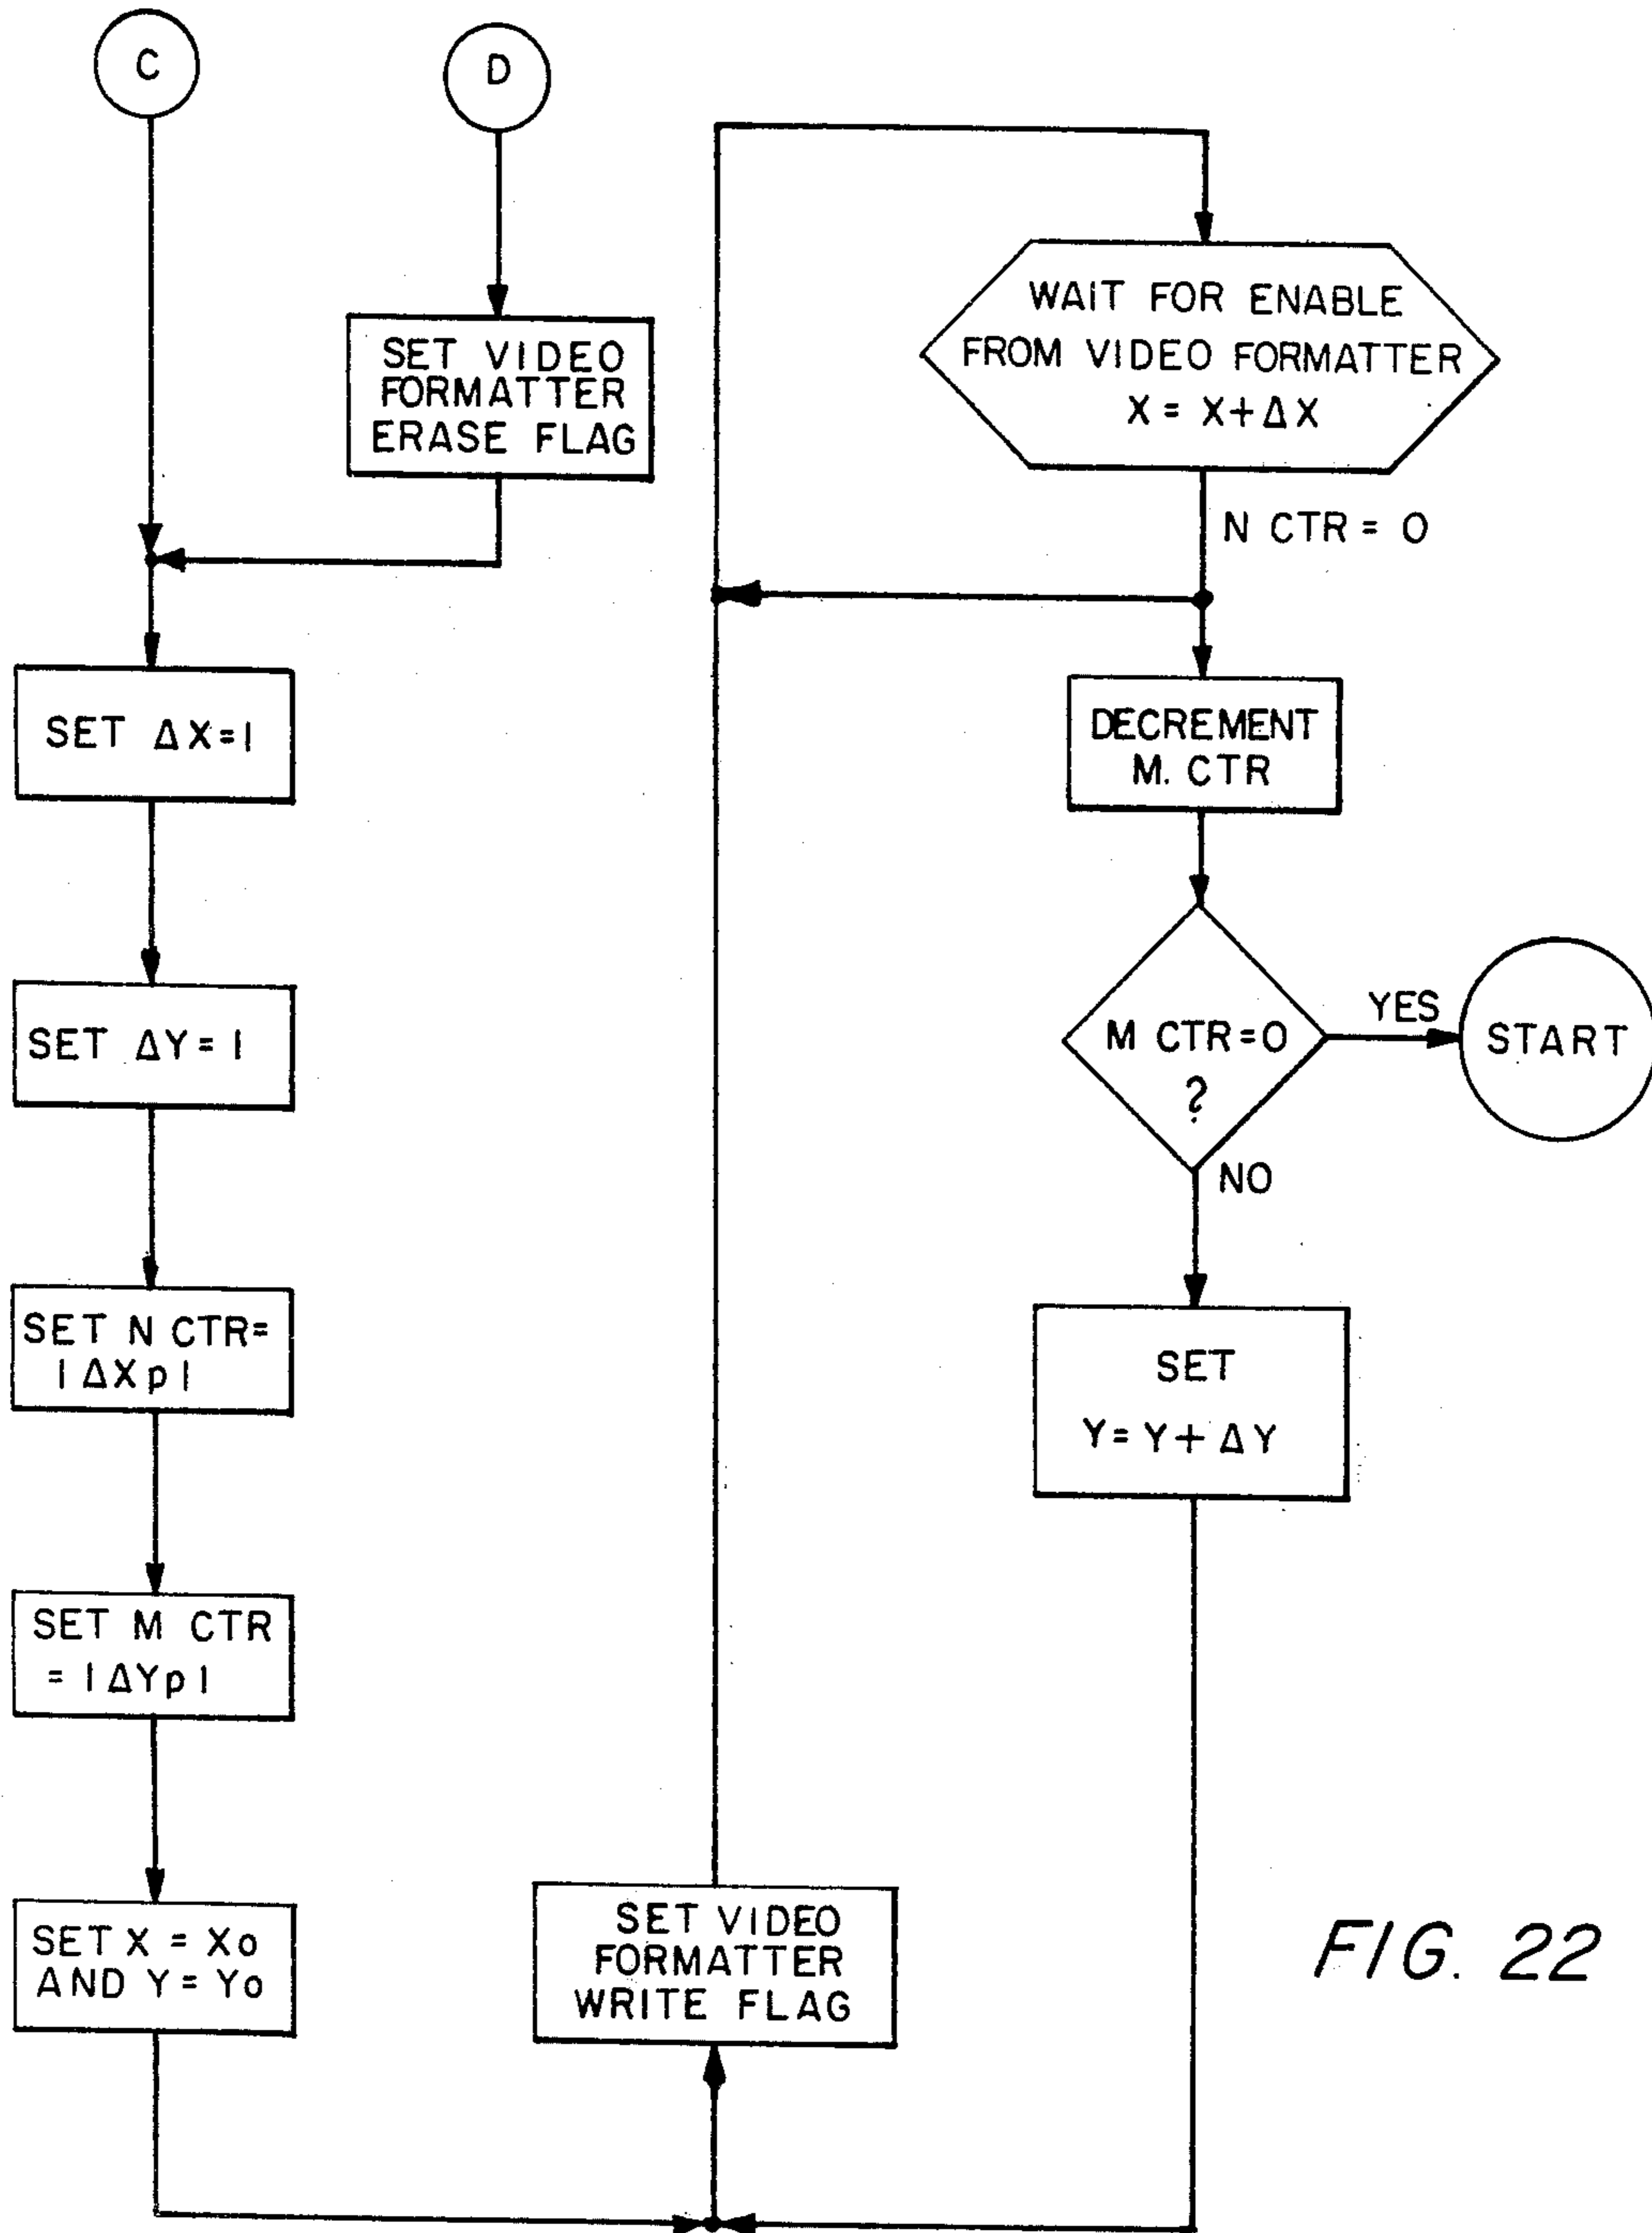 C
D
SET VIDEO
FORMATTER
ERASE FLAG
SET ΔX=1
SET ΔY=1
SET N CTR=
|ΔXp|
SET M CTR
=|ΔYp|
SET X = Xo
AND Y = Yo
SET VIDEO
FORMATTER
WRITE FLAG
WAIT FOR ENABLE
FROM VIDEO FORMATTER
X = X+ΔX
N CTR = 0
DECREMENT
M. CTR
M CTR=0
?
YES
START
NO
SET
Y=Y+ΔY
FIG. 22